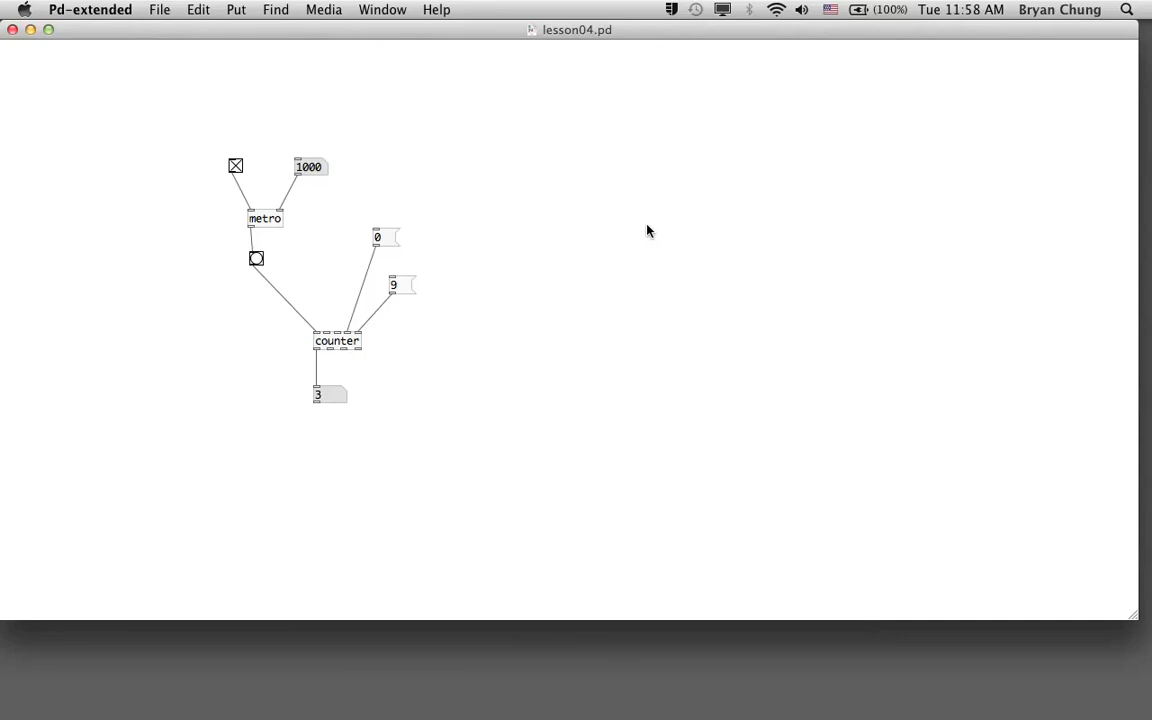 Pd-extended File Edit Put Find Media Window Help (100%) Tue 11:58 AM Bryan Chung
lesson04.pd
1000
metro
0
9
counter
3